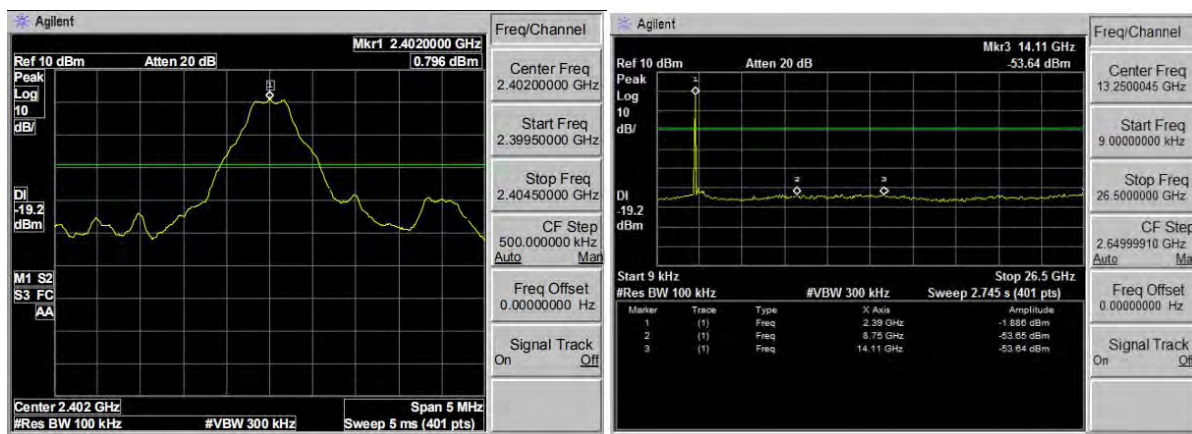 Agilent
Mkr1 2.4020000 GHz
Ref 10 dBm Atten 20 dB 0.796 dBm
Peak
Log
10
dB/
1
DI
-19.2
dBm
M1 S2
S3 FC
AA
Center 2.402 GHz Span 5 MHz
#Res BW 100 kHz #VBW 300 kHz Sweep 5 ms (401 pts)
Freq/Channel
Center Freq
2.40200000 GHz
Start Freq
2.39950000 GHz
Stop Freq
2.40450000 GHz
CF Step
500.000000 kHz
Auto Man
Freq Offset
0.00000000 Hz
Signal Track
On Off
Agilent
Mkr3 14.11 GHz
Ref 10 dBm Atten 20 dB -53.64 dBm
Peak
Log
10
dB/
1
2 3
DI
-19.2
dBm
Start 9 kHz Stop 26.5 GHz
#Res BW 100 kHz #VBW 300 kHz Sweep 2.745 s (401 pts)
Marker Trace Type X Axis Amplitude
1 (1) Freq 2.39 GHz -1.886 dBm
2 (1) Freq 8.75 GHz -53.65 dBm
3 (1) Freq 14.11 GHz -53.64 dBm
Freq/Channel
Center Freq
13.2500045 GHz
Start Freq
9.00000000 kHz
Stop Freq
26.5000000 GHz
CF Step
2.64999910 GHz
Auto Ma
Freq Offset
0.00000000 Hz
Signal Track
On Off